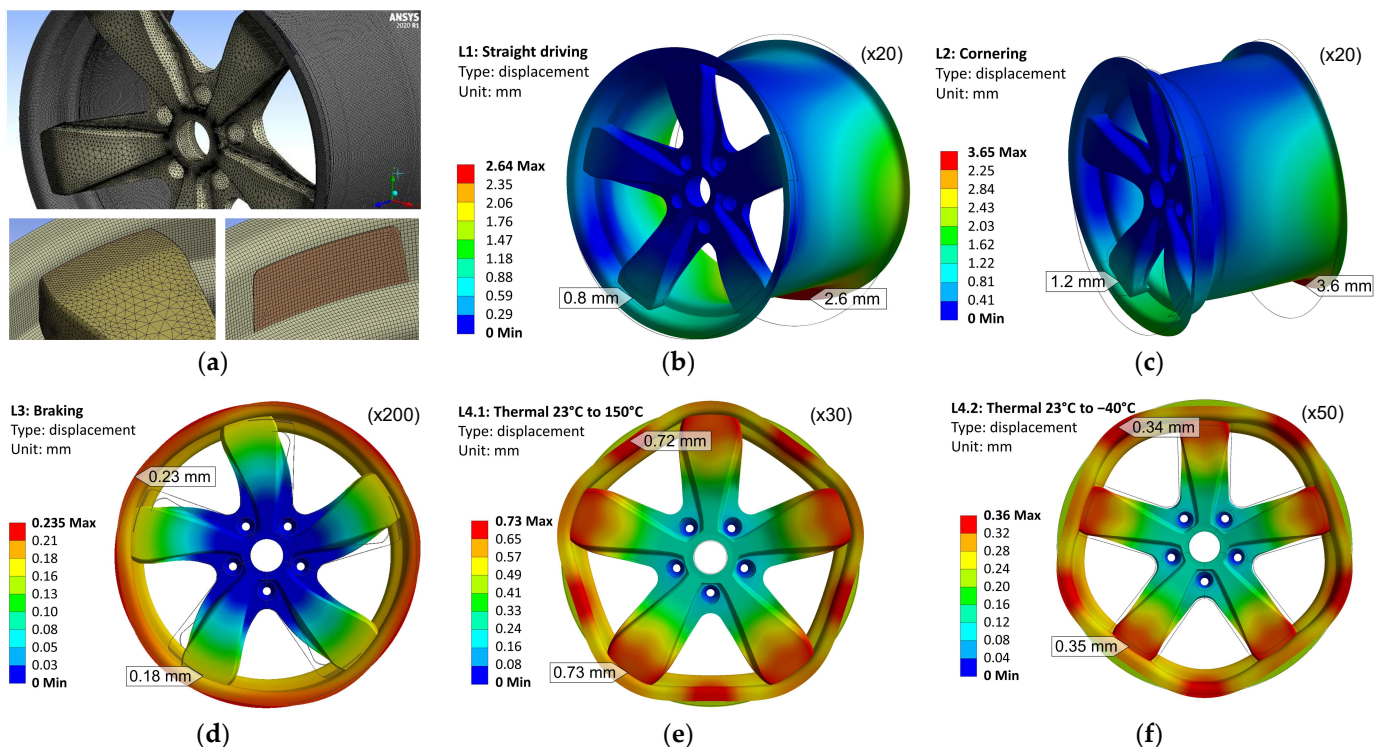 ANSYS
2020 R1
(a)
L1: Straight driving
Type: displacement
Unit: mm
(x20)
2.64 Max
2.35
2.06
1.76
1.47
1.18
0.88
0.59
0.29
0 Min
0.8 mm
2.6 mm
(b)
L2: Cornering
Type: displacement
Unit: mm
(x20)
3.65 Max
2.25
2.84
2.43
2.03
1.62
1.22
0.81
0.41
0 Min
1.2 mm
3.6 mm
(c)
L3: Braking
Type: displacement
Unit: mm
(x200)
0.235 Max
0.21
0.18
0.16
0.13
0.10
0.08
0.05
0.03
0 Min
0.23 mm
0.18 mm
(d)
L4.1: Thermal 23°C to 150°C
Type: displacement
Unit: mm
(x30)
0.73 Max
0.65
0.57
0.49
0.41
0.33
0.24
0.16
0.08
0 Min
0.72 mm
0.73 mm
(e)
L4.2: Thermal 23°C to −40°C
Type: displacement
Unit: mm
(x50)
0.36 Max
0.32
0.28
0.24
0.20
0.16
0.12
0.08
0.04
0 Min
0.34 mm
0.35 mm
(f)